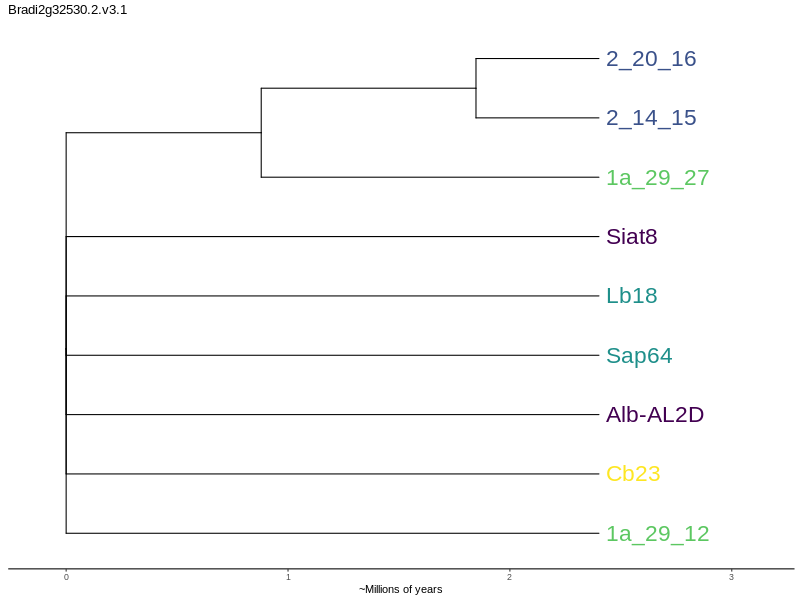 Bradi2g32530.2.v3.1
2_20_16
2_14_15
1a_29_27
Siat8
Lb18
Sap64
Alb-AL2D
Cb23
1a_29_12
0 1 2 3
~Millions of years